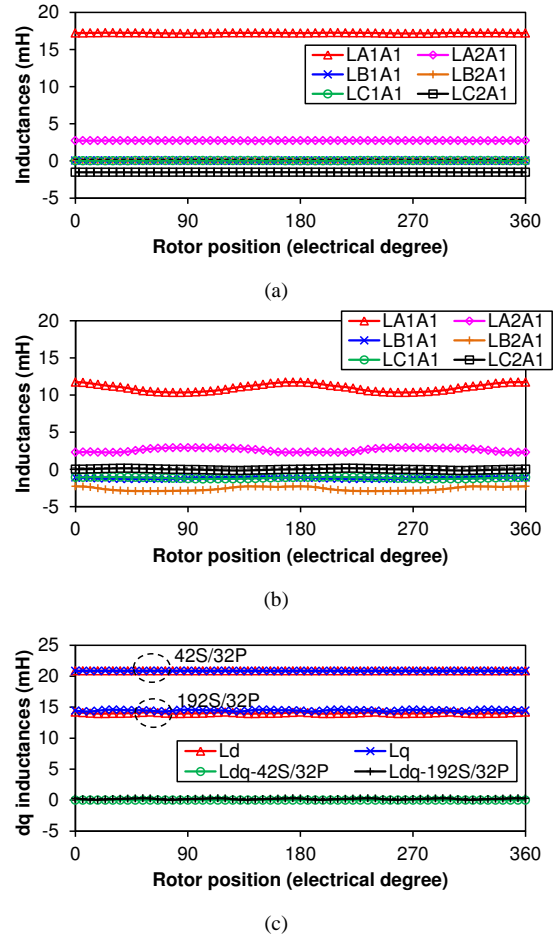 20
15
10
5
0
-5
Inductances (mH)
LA1A1 LA2A1
LB1A1 LB2A1
LC1A1 LC2A1
0 90 180 270 360
Rotor position (electrical degree)
(a)
20
15
10
5
0
-5
Inductances (mH)
LA1A1 LA2A1
LB1A1 LB2A1
LC1A1 LC2A1
0 90 180 270 360
Rotor position (electrical degree)
(b)
25
20
15
10
5
0
-5
dq inductances (mH)
42S/32P
192S/32P
Ld Lq
Ldq-42S/32P Ldq-192S/32P
0 90 180 270 360
Rotor position (electrical degree)
(c)